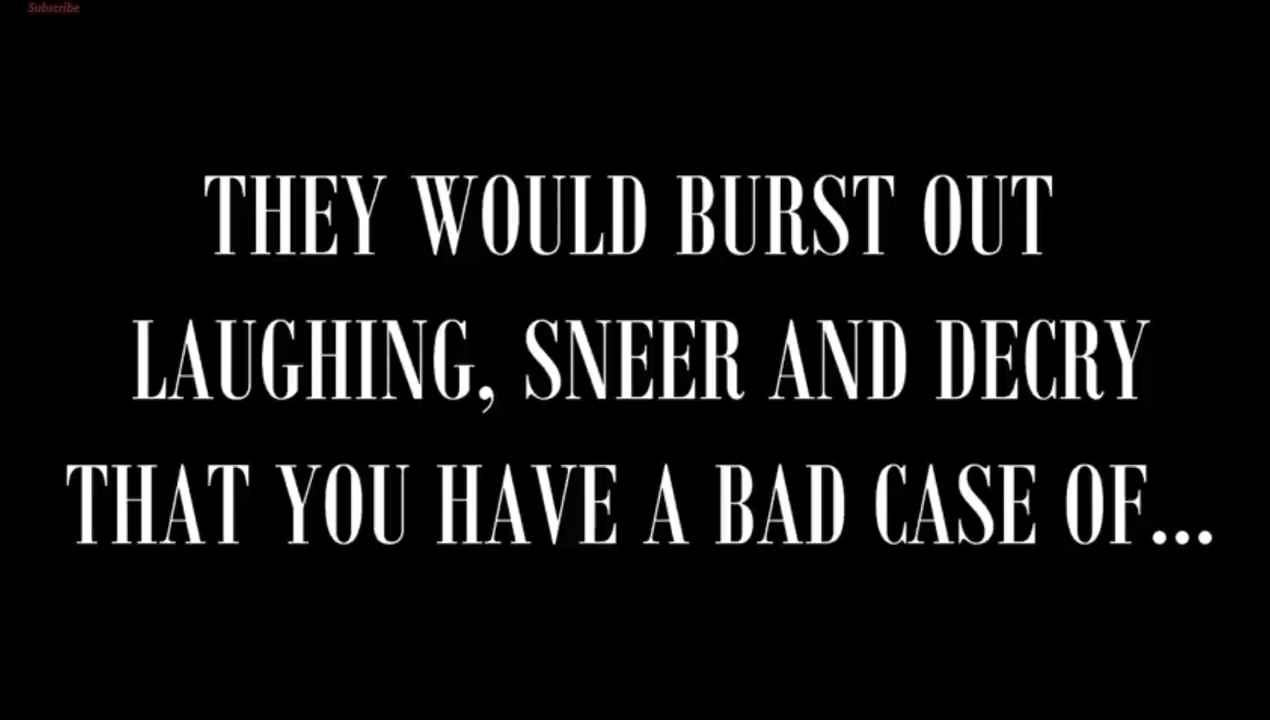 Subscribe
THEY WOULD BURST OUT
LAUGHING, SNEER AND DECRY
THAT YOU HAVE A BAD CASE OF...